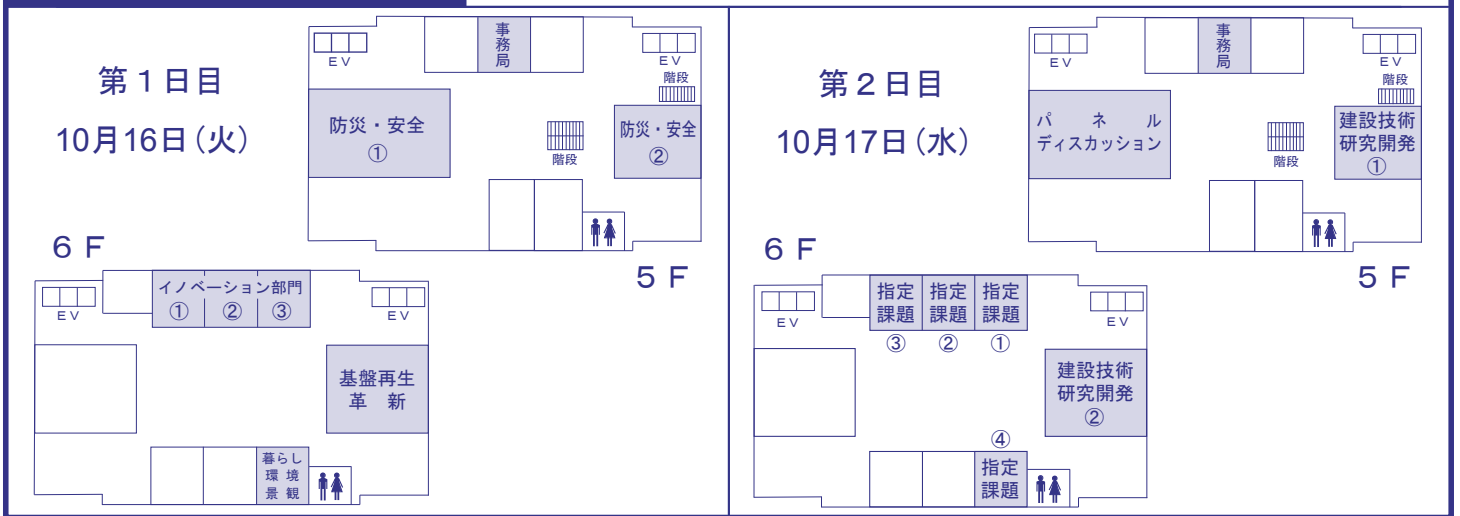 第1日目
10月16日(火)
EV
事務局
EV
階段
防災・安全
①
階段
防災・安全
②
5F
6F
イノベーション部門
① ② ③
EV
EV
基盤再生
革 新
暮らし
環 境
景 観
第2日目
10月17日(水)
EV
事務局
EV
階段
パ ネ ル
ディスカッション
階段
建設技術
研究開発
①
5F
6F
EV
指定 指定 指定
課題 課題 課題
③ ② ①
EV
建設技術
研究開発
②
④
指定
課題